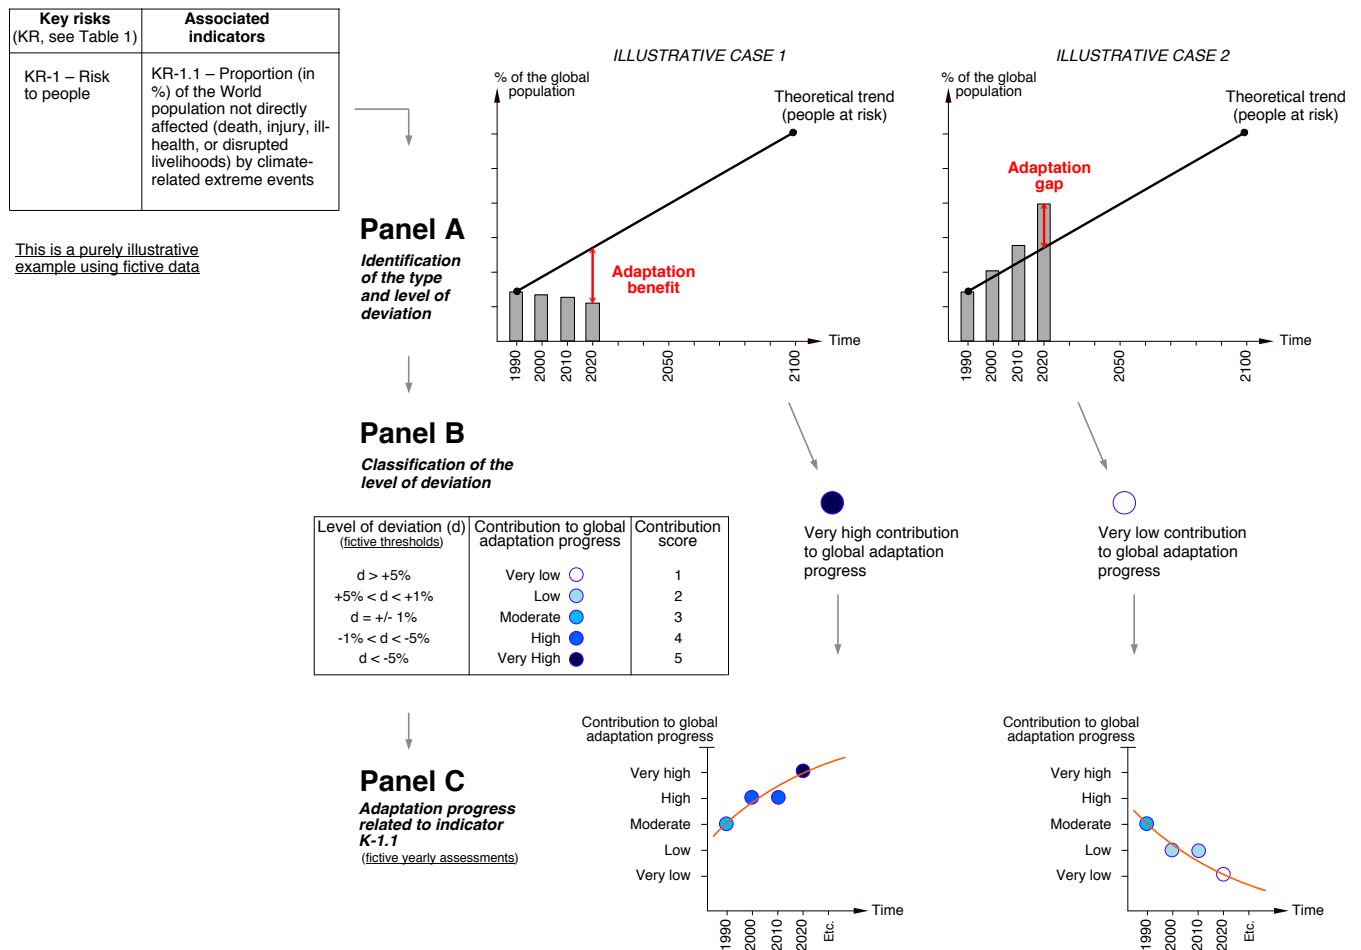 Key risks
(KR, see Table 1)
Associated
indicators
KR-1 – Risk
to people
KR-1.1 – Proportion (in
%) of the World
population not directly
affected (death, injury, ill-
health, or disrupted
livelihoods) by climate-
related extreme events
This is a purely illustrative
example using fictive data
Panel A
Identification
of the type
and level of
deviation
ILLUSTRATIVE CASE 1
% of the global
population
Theoretical trend
(people at risk)
Adaptation
benefit
Time
1990
2000
2010
2020
2050
2100
ILLUSTRATIVE CASE 2
% of the global
population
Theoretical trend
(people at risk)
Adaptation
gap
Time
1990
2000
2010
2020
2050
2100
Panel B
Classification of the
level of deviation
Level of deviation (d)
(fictive thresholds)
Contribution to global
adaptation progress
Contribution
score
d > +5%
Very low
1
+5% < d < +1%
Low
2
d = +/- 1%
Moderate
3
-1% < d < -5%
High
4
d < -5%
Very High
5
Very high contribution
to global adaptation
progress
Very low contribution
to global adaptation
progress
Panel C
Adaptation progress
related to indicator
K-1.1
(fictive yearly assessments)
Contribution to global
adaptation progress
Very high
High
Moderate
Low
Very low
Time
1990
2000
2010
2020
Etc.
Contribution to global
adaptation progress
Very high
High
Moderate
Low
Very low
Time
1990
2000
2010
2020
Etc.